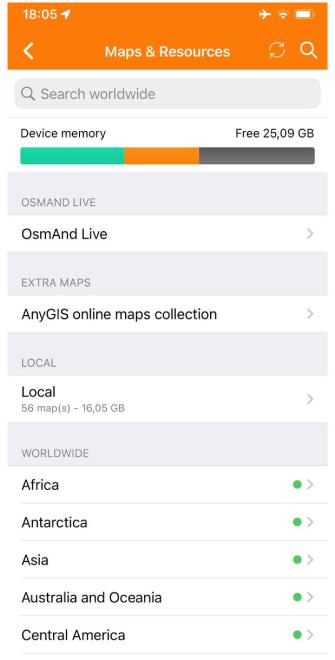 18:05
Maps & Resources
Search worldwide
Device memory Free 25,09 GB
OSMAND LIVE
OsmAnd Live
EXTRA MAPS
AnyGIS online maps collection
LOCAL
Local
56 map(s) - 16,05 GB
WORLDWIDE
Africa
Antarctica
Asia
Australia and Oceania
Central America